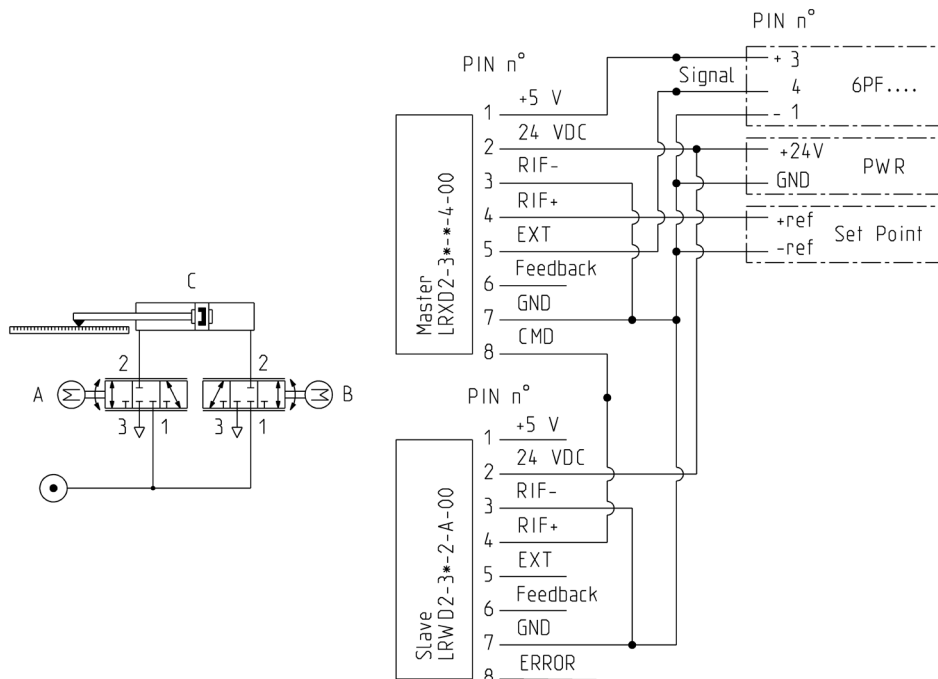 PIN n°
+ 3
4
- 1
6PF....
+24V
GND
PWR
+ref
-ref
Set Point
Signal
PIN n°
1 +5 V
2 24 VDC
3 RIF-
4 RIF+
5 EXT
6 Feedback
7 GND
8 CMD
Master
LRXD2-3*-*-4-00
PIN n°
1 +5 V
2 24 VDC
3 RIF-
4 RIF+
5 EXT
6 Feedback
7 GND
8 ERROR
Slave
LRWD2-3*-2-A-00
C
2 2
A B
3 1 3 1